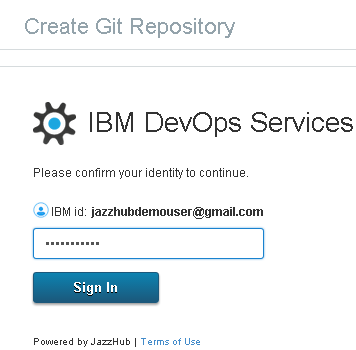 Create Git Repository
IBM DevOps Services
Please confirm your identity to continue.
IBM id: jazzhubdemouser@gmail.com
•••••••••••
Sign In
Powered by JazzHub | Terms of Use